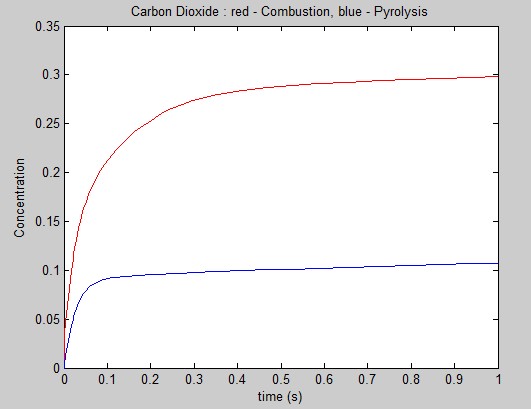 Carbon Dioxide : red - Combustion, blue - Pyrolysis
0.35
0.3
0.25
0.2
0.15
0.1
0.05
0
Concentration
0 0.1 0.2 0.3 0.4 0.5 0.6 0.7 0.8 0.9 1
time (s)